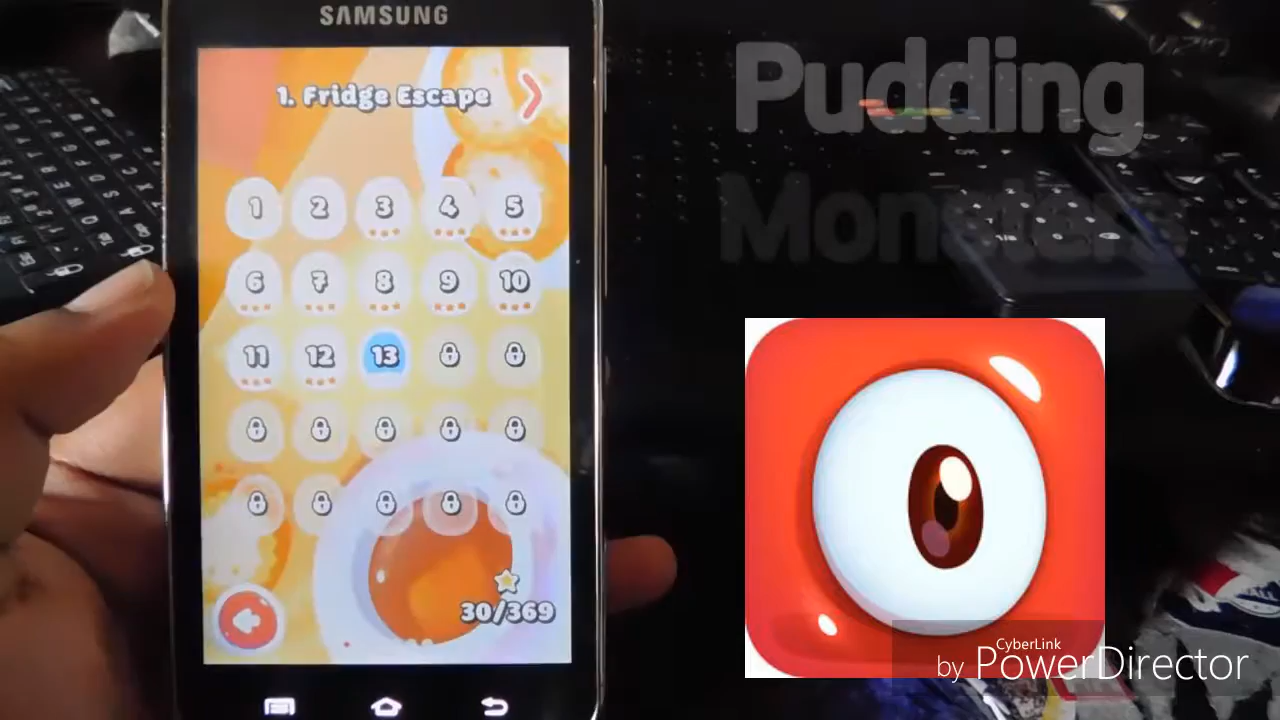 SAMSUNG
1. Fridge Escape
1 2 3 4 5
6 7 8 9 10
11 12 13
30/369
Pudding
Monsters
CyberLink
by PowerDirector